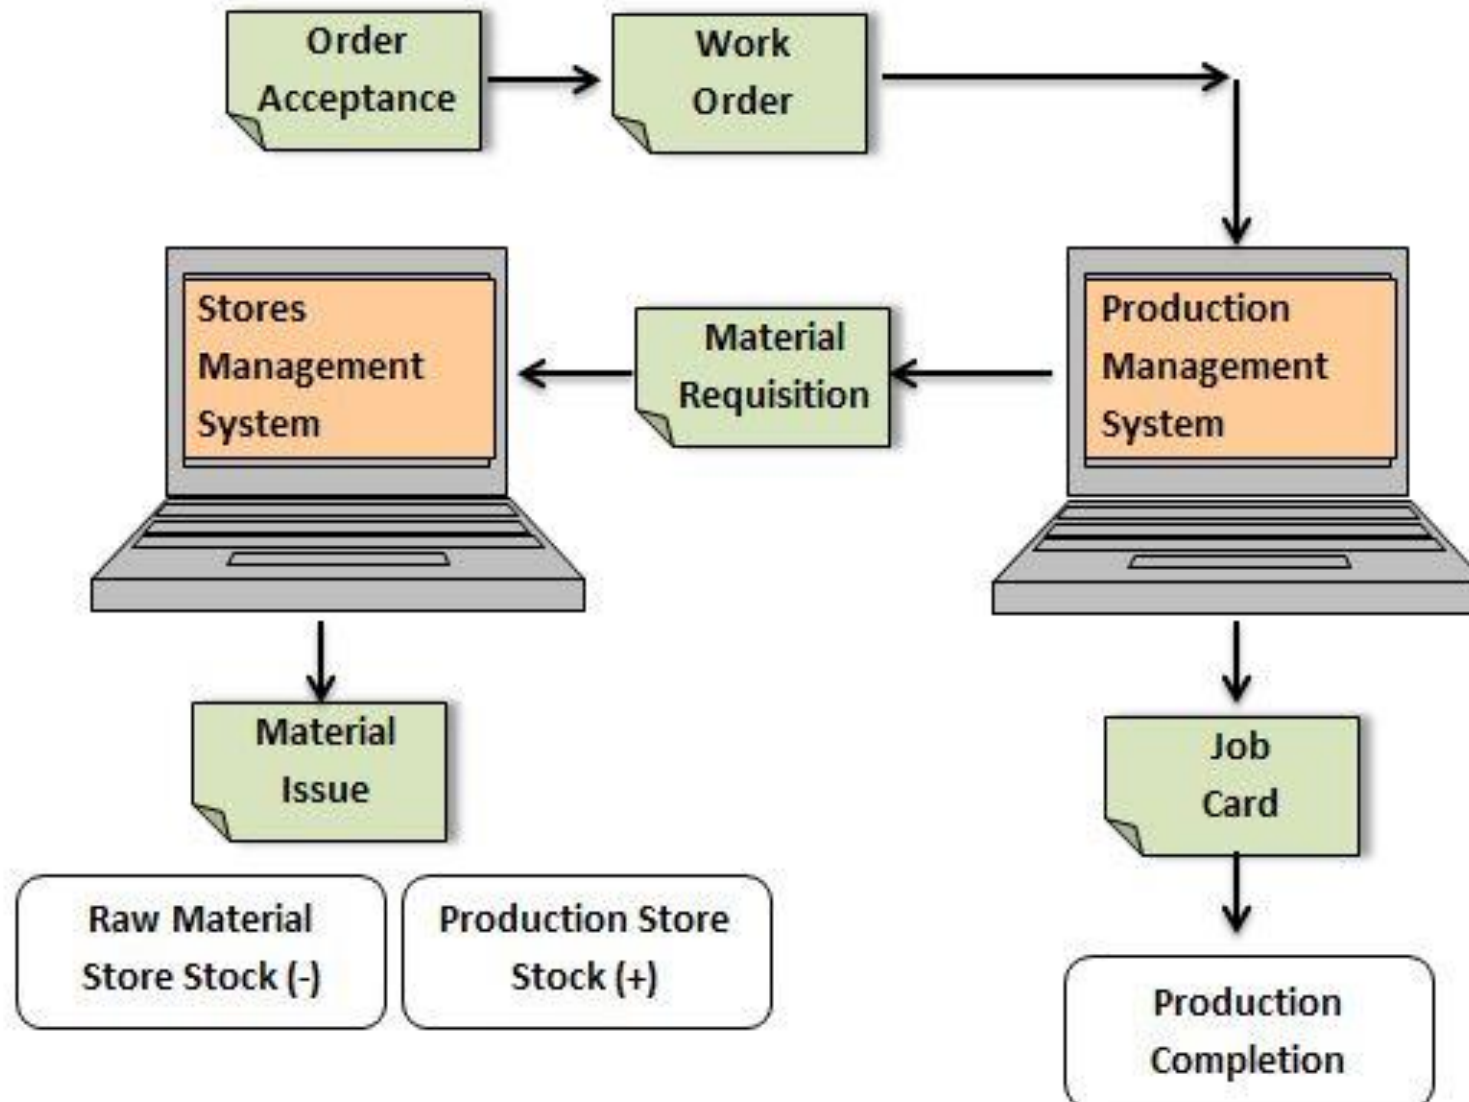 Order
Acceptance
Work
Order
Stores
Management
System
Material
Requisition
Production
Management
System
Material
Issue
Job
Card
Raw Material
Store Stock (-)
Production Store
Stock (+)
Production
Completion